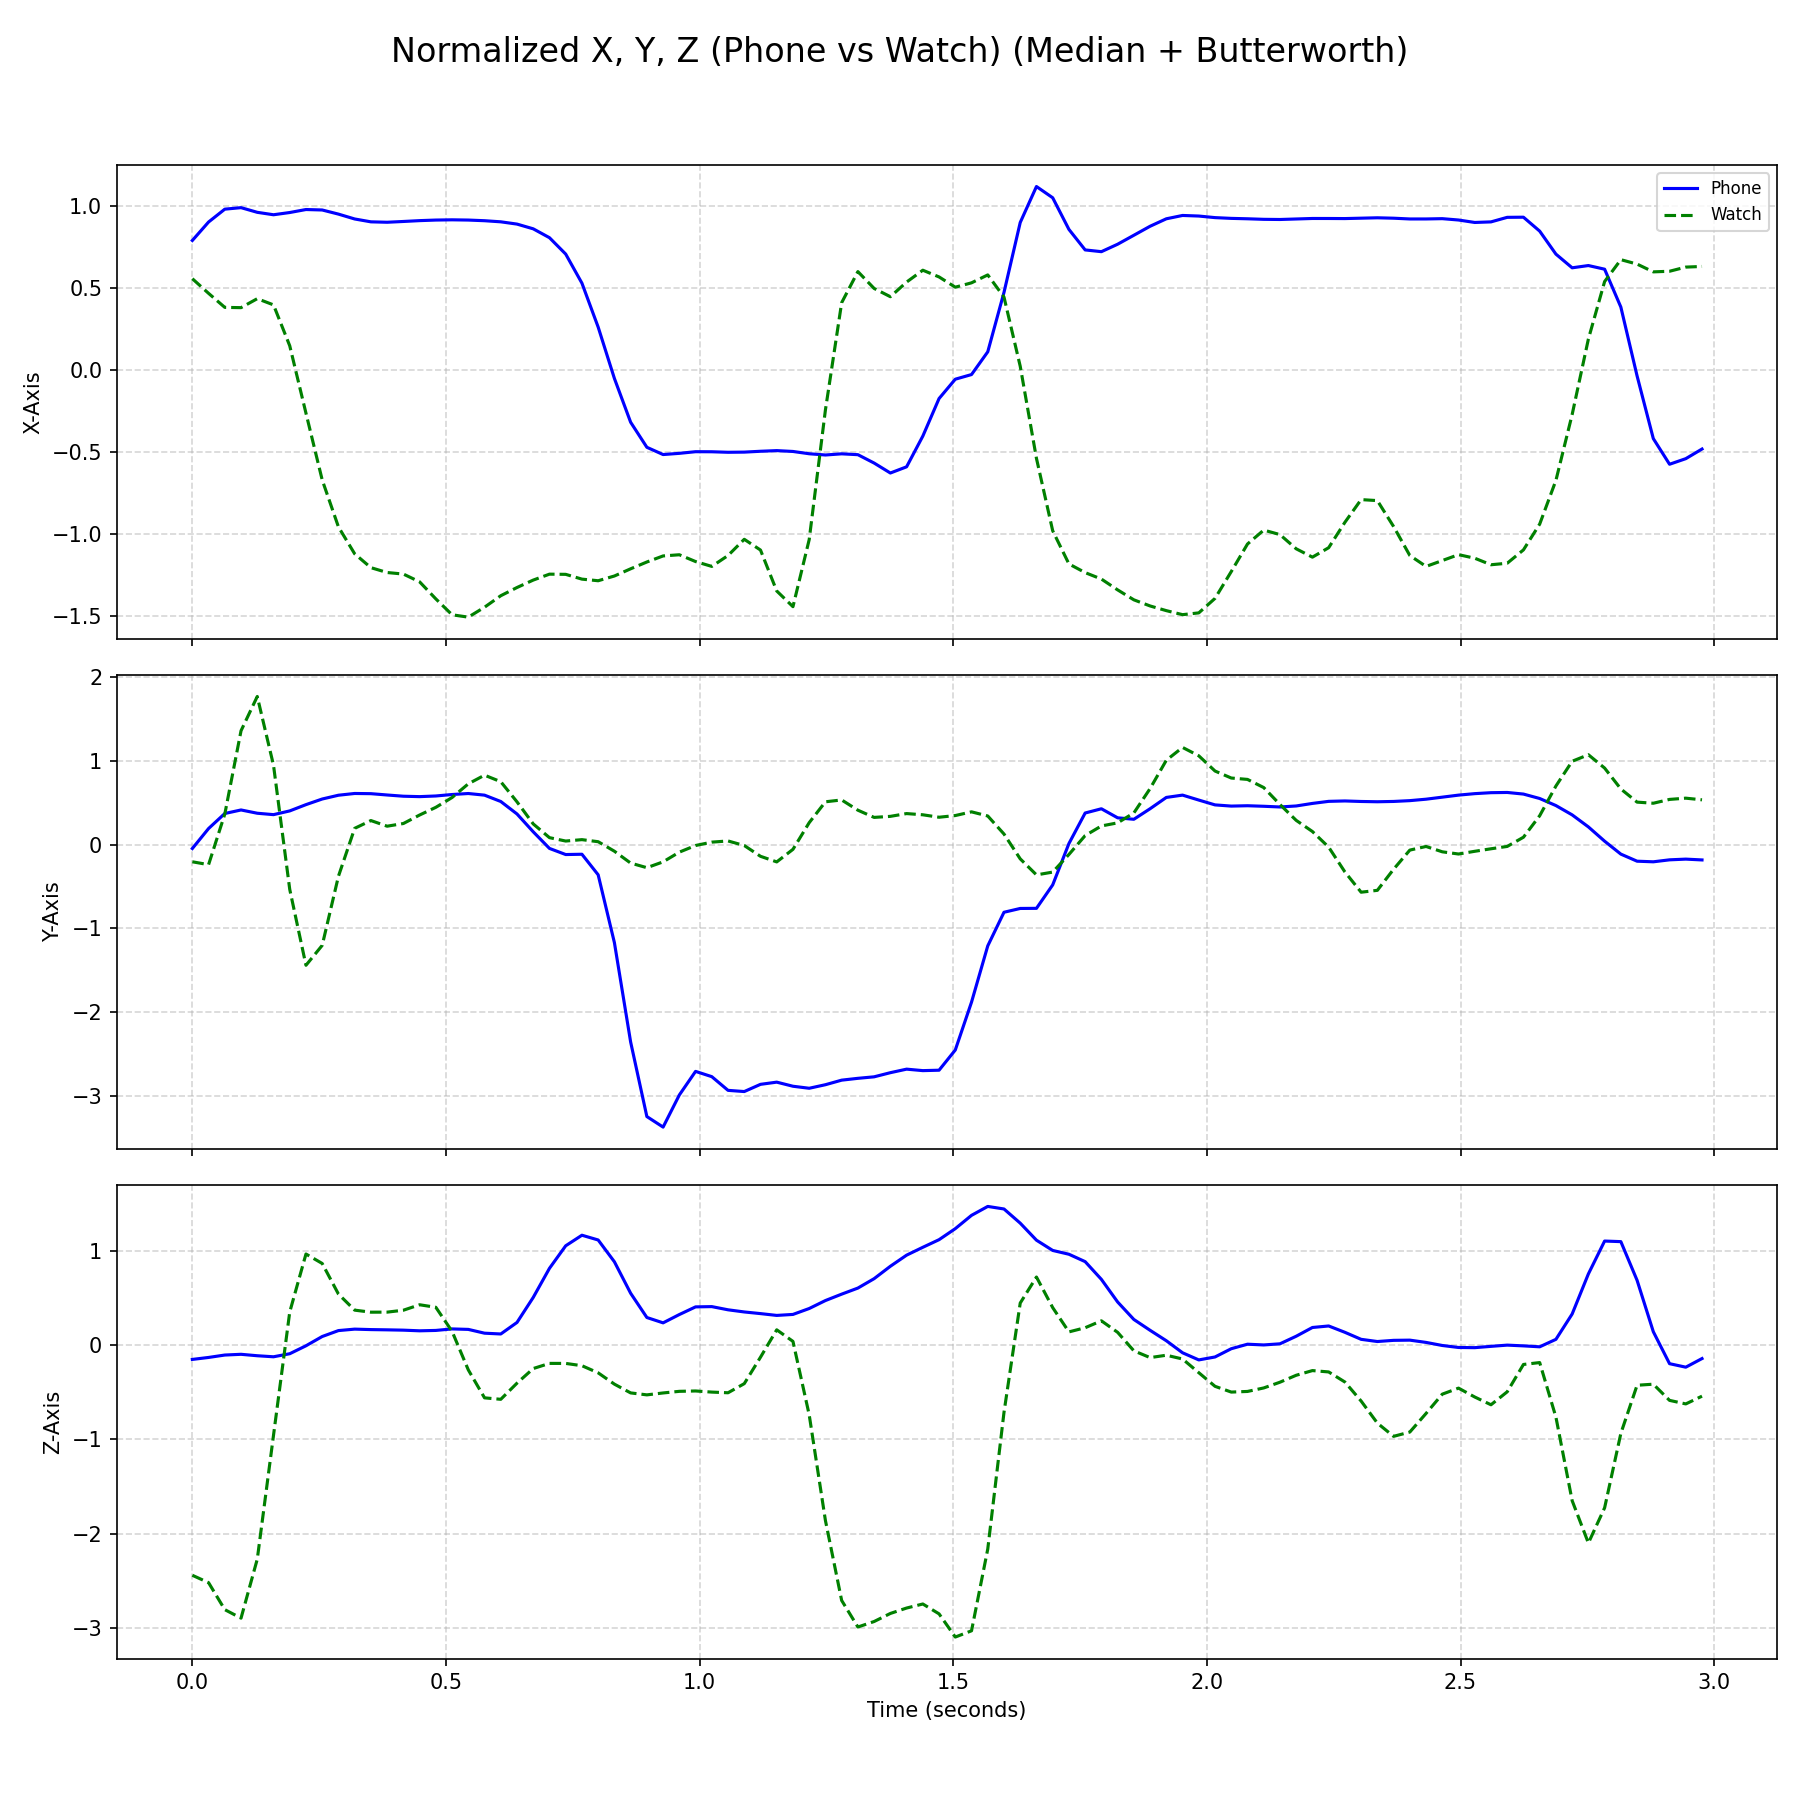 Normalized X, Y, Z (Phone vs Watch) (Median + Butterworth)
Phone
Watch
1.0
0.5
0.0
−0.5
−1.0
−1.5
X-Axis
2
1
0
−1
−2
−3
Y-Axis
1
0
−1
−2
−3
Z-Axis
0.0 0.5 1.0 1.5 2.0 2.5 3.0
Time (seconds)